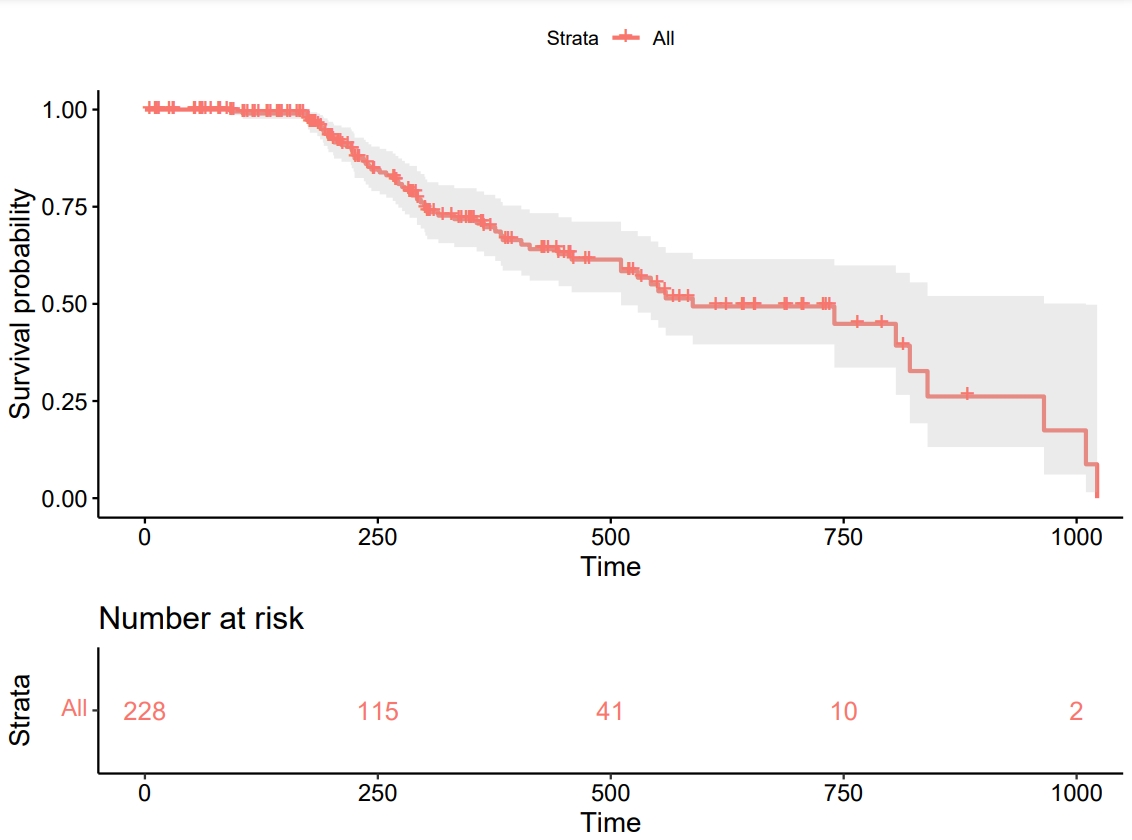 Strata All
1.00
0.75
0.50
0.25
0.00
Survival probability
0 250 500 750 1000
Time
Number at risk
Strata
All 228 115 41 10 2
0 250 500 750 1000
Time